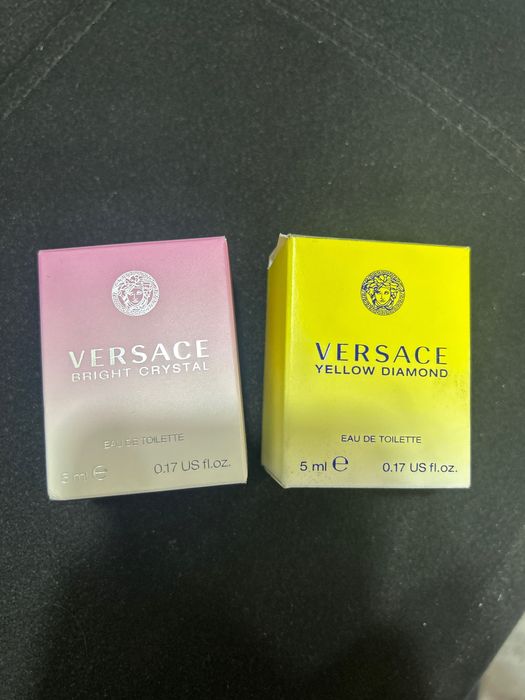 VERSACE
BRIGHT CRYSTAL
EAU DE TOILETTE
5 ml ℮
0.17 US fl.oz.
VERSACE
YELLOW DIAMOND
EAU DE TOILETTE
5 ml ℮
0.17 US fl.oz.